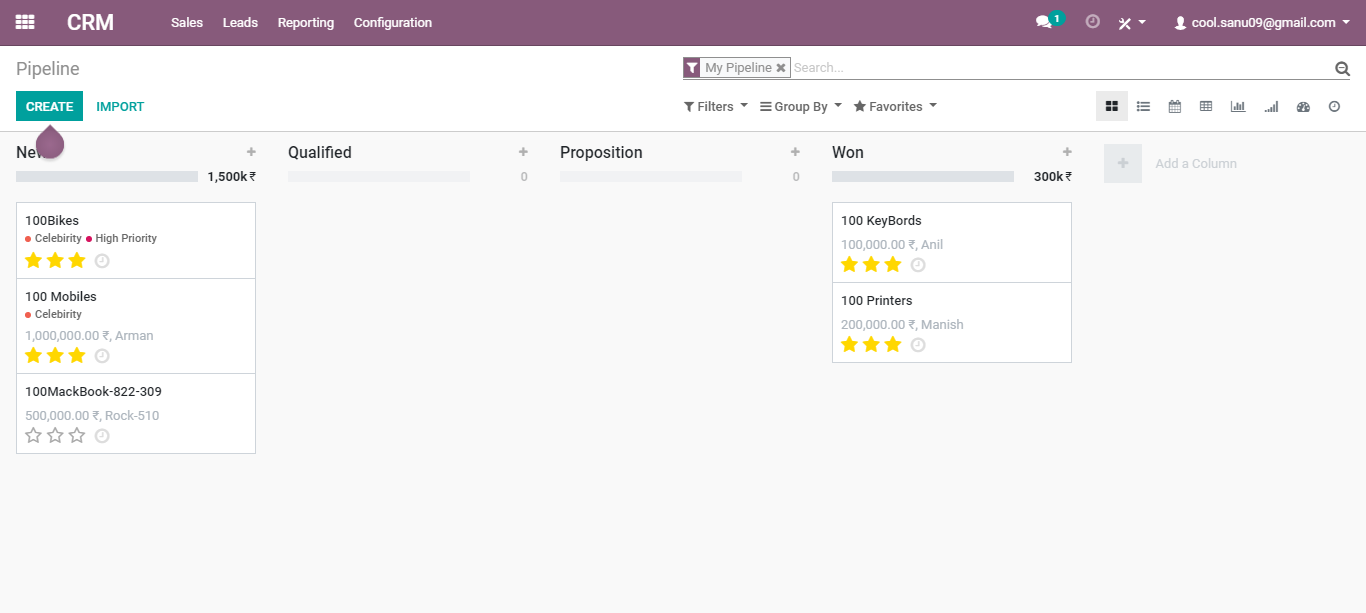 CRM Sales Leads Reporting Configuration 1 cool.sanu09@gmail.com
Pipeline My Pipeline Search...
CREATE IMPORT Filters Group By Favorites
New Qualified Proposition Won Add a Column
1,500k ₹ 0 0 300k ₹
100Bikes
Celebirity High Priority
100 Mobiles
Celebirity
1,000,000.00 ₹, Arman
100MackBook-822-309
500,000.00 ₹, Rock-510
100 KeyBords
100,000.00 ₹, Anil
100 Printers
200,000.00 ₹, Manish